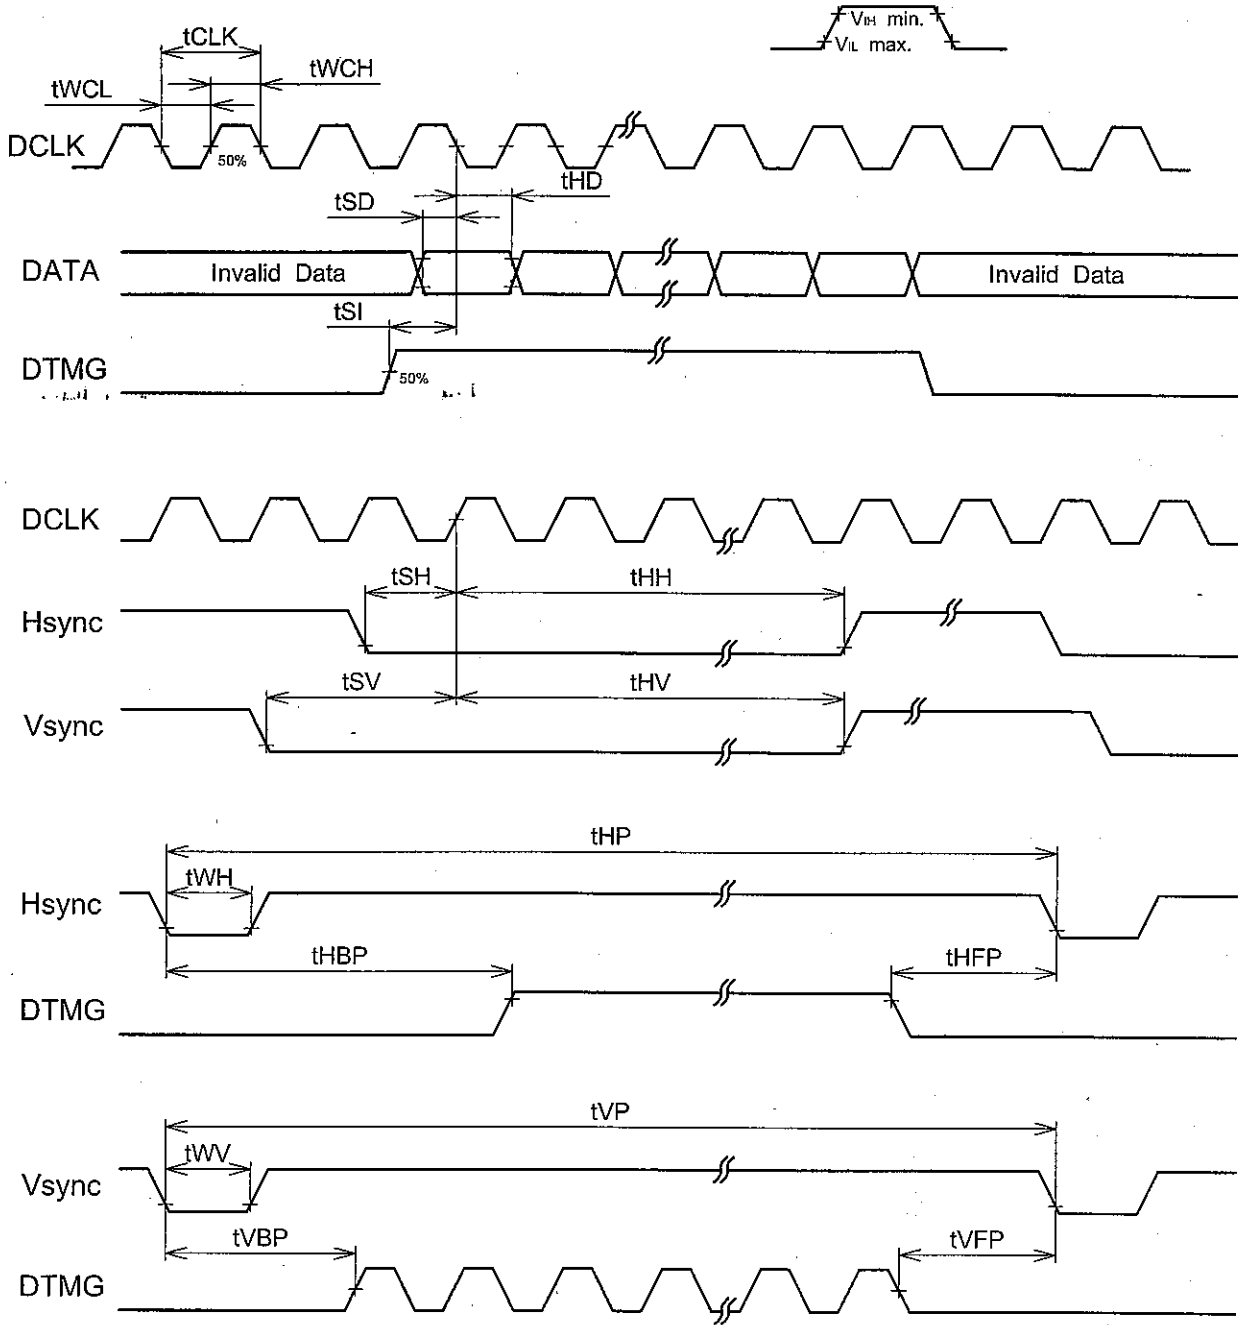 VIH min.
VIL max.
tCLK
tWCH
tWCL
DCLK
50%
tHD
tSD
DATA
Invalid Data
Invalid Data
tSI
DTMG
50%
DCLK
tSH
tHH
Hsync
tSV
tHV
Vsync
tHP
tWH
Hsync
tHBP
tHFP
DTMG
tVP
tWV
Vsync
tVBP
tVFP
DTMG